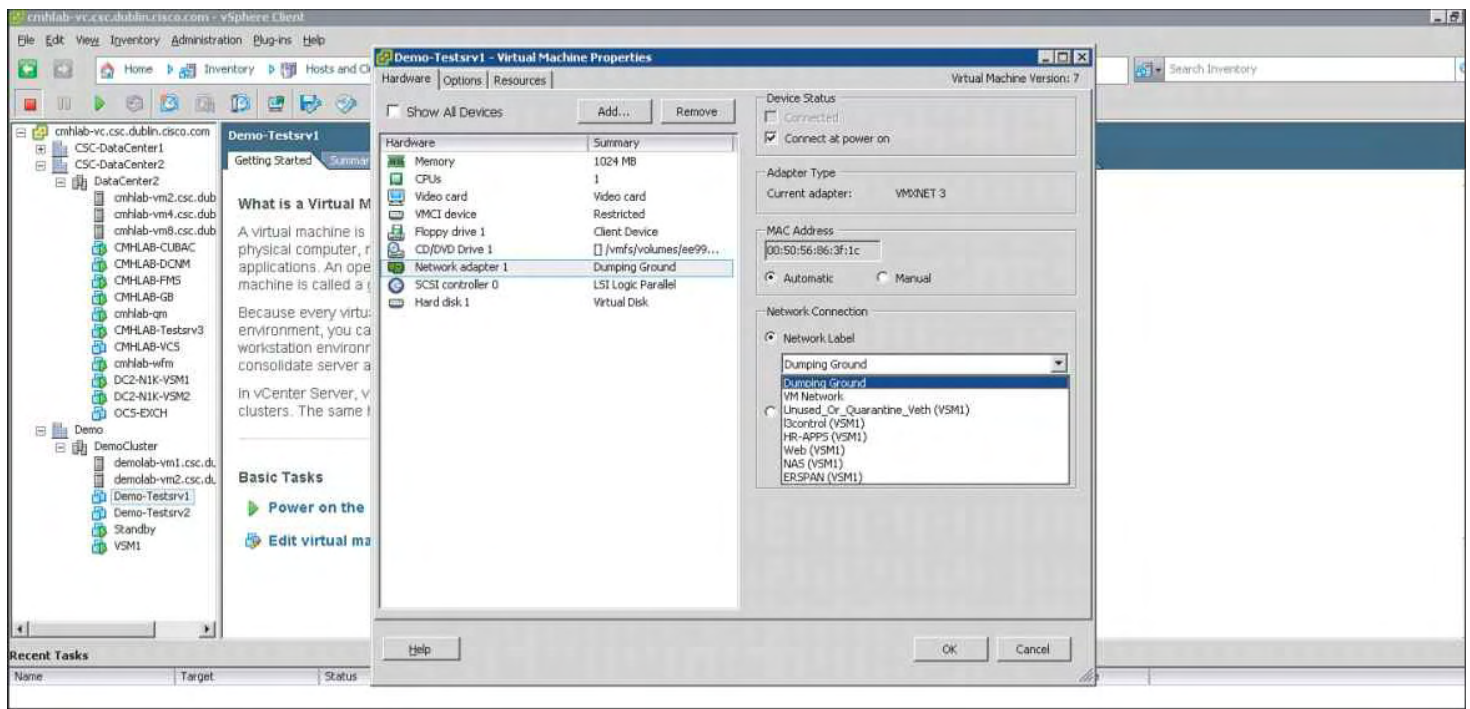 cmhlab-vc.csc.dublin.cisco.com - vSphere Client
File Edit View Inventory Administration Plug-ins Help
Home Inventory Hosts and Cl
Search Inventory
cmhlab-vc.csc.dublin.cisco.com
CSC-DataCenter1
CSC-DataCenter2
DataCenter2
cmhlab-vm2.csc.dub
cmhlab-vm4.csc.dub
cmhlab-vm8.csc.dub
CMHLAB-CUBAC
CMHLAB-DCNM
CMHLAB-FMS
CMHLAB-GB
cmhlab-qm
CMHLAB-Testsrv3
CMHLAB-VCS
cmhlab-wfm
DC2-N1K-VSM1
DC2-N1K-VSM2
OCS-EXCH
Demo
DemoCluster
demolab-vm1.csc.du
demolab-vm2.csc.du
Demo-Testsrv1
Demo-Testsrv2
Standby
VSM1
Demo-Testsrv1
Getting Started Summar
What is a Virtual M
A virtual machine is
physical computer, r
applications. An ope
machine is called a g
Because every virtu
environment, you ca
workstation environr
consolidate server a
In vCenter Server, v
clusters. The same h
Basic Tasks
Power on the
Edit virtual ma
Demo-Testsrv1 - Virtual Machine Properties
Hardware Options Resources
Virtual Machine Version: 7
Show All Devices Add... Remove
Hardware Summary
Memory 1024 MB
CPUs 1
Video card Video card
VMCI device Restricted
Floppy drive 1 Client Device
CD/DVD Drive 1 [] /vmfs/volumes/ee99...
Network adapter 1 Dumping Ground
SCSI controller 0 LSI Logic Parallel
Hard disk 1 Virtual Disk
Device Status
Connected
Connect at power on
Adapter Type
Current adapter: VMXNET 3
MAC Address
00:50:56:86:3f:1c
Automatic Manual
Network Connection
Network Label
Dumping Ground
Dumping Ground
VM Network
Unused_Or_Quarantine_Veth (VSM1)
l3control (VSM1)
HR-APPS (VSM1)
Web (VSM1)
NAS (VSM1)
ERSPAN (VSM1)
Help OK Cancel
Recent Tasks
Name Target Status